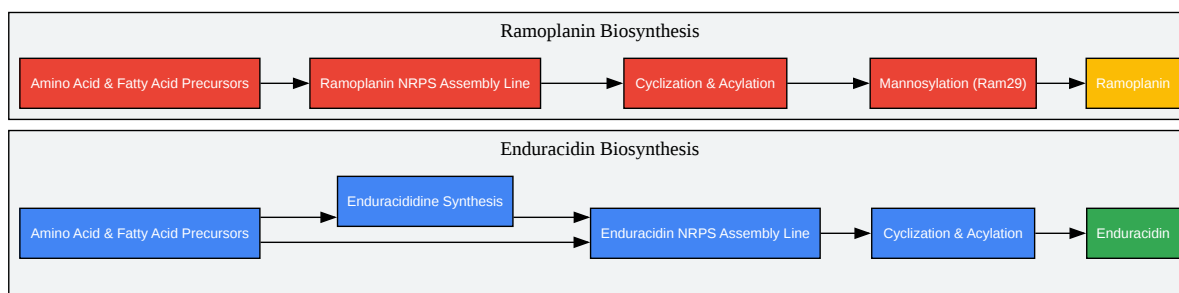 Ramoplanin Biosynthesis
Amino Acid & Fatty Acid Precursors
Ramoplanin NRPS Assembly Line
Cyclization & Acylation
Mannosylation (Ram29)
Ramoplanin
Enduracidin Biosynthesis
Amino Acid & Fatty Acid Precursors
Enduracididine Synthesis
Enduracidin NRPS Assembly Line
Cyclization & Acylation
Enduracidin